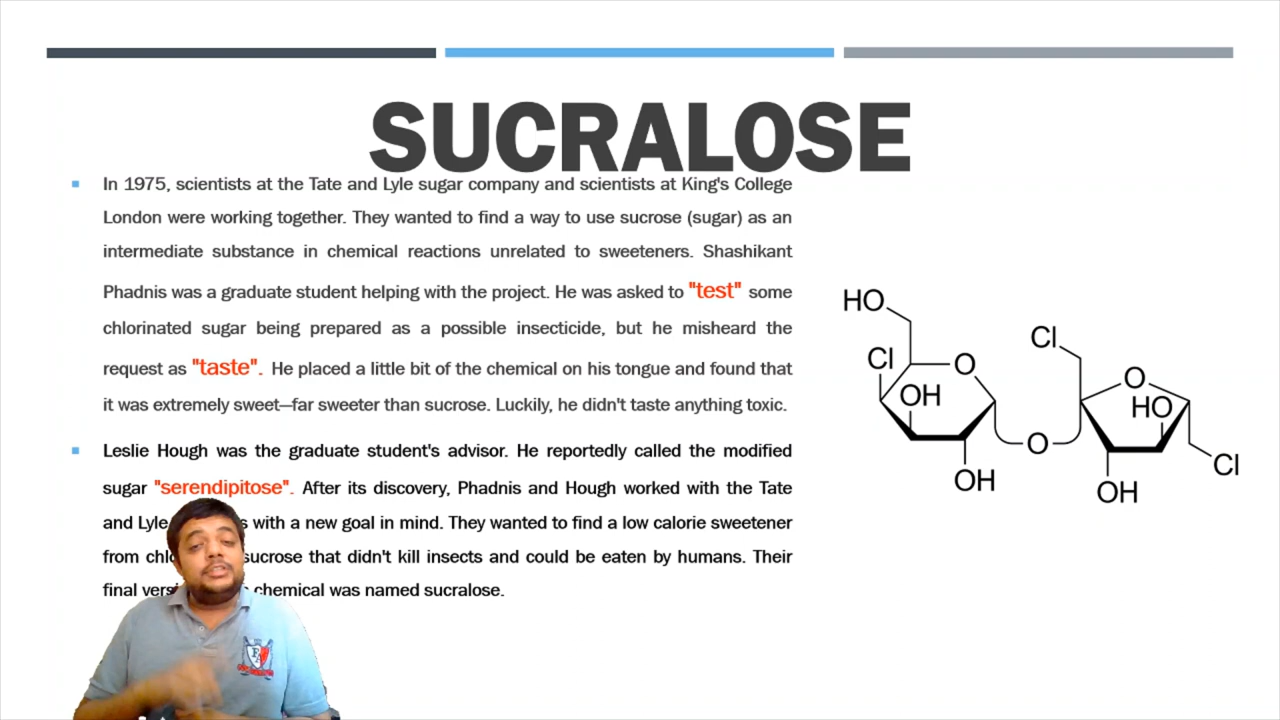 SUCRALOSE
In 1975, scientists at the Tate and Lyle sugar company and scientists at King's College
London were working together. They wanted to find a way to use sucrose (sugar) as an
intermediate substance in chemical reactions unrelated to sweeteners. Shashikant
Phadnis was a graduate student helping with the project. He was asked to "test" some
chlorinated sugar being prepared as a possible insecticide, but he misheard the
request as "taste". He placed a little bit of the chemical on his tongue and found that
it was extremely sweet—far sweeter than sucrose. Luckily, he didn't taste anything toxic.
Leslie Hough was the graduate student's advisor. He reportedly called the modified
sugar "serendipitose". After its discovery, Phadnis and Hough worked with the Tate
and Lyle with a new goal in mind. They wanted to find a low calorie sweetener
from sucrose that didn't kill insects and could be eaten by humans. Their
final chemical was named sucralose.
HO
Cl
O
OH
OH
O
Cl
O
HO
OH
Cl